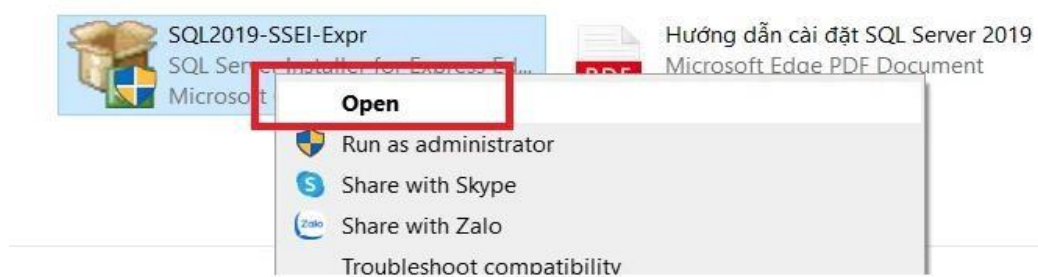 SQL2019-SSEI-Expr
SQL Server Installer for Express Ed...
Microsoft
Hướng dẫn cài đặt SQL Server 2019
Microsoft Edge PDF Document
PDF
Open
Run as administrator
Share with Skype
Zalo
Share with Zalo
Troubleshoot compatibility